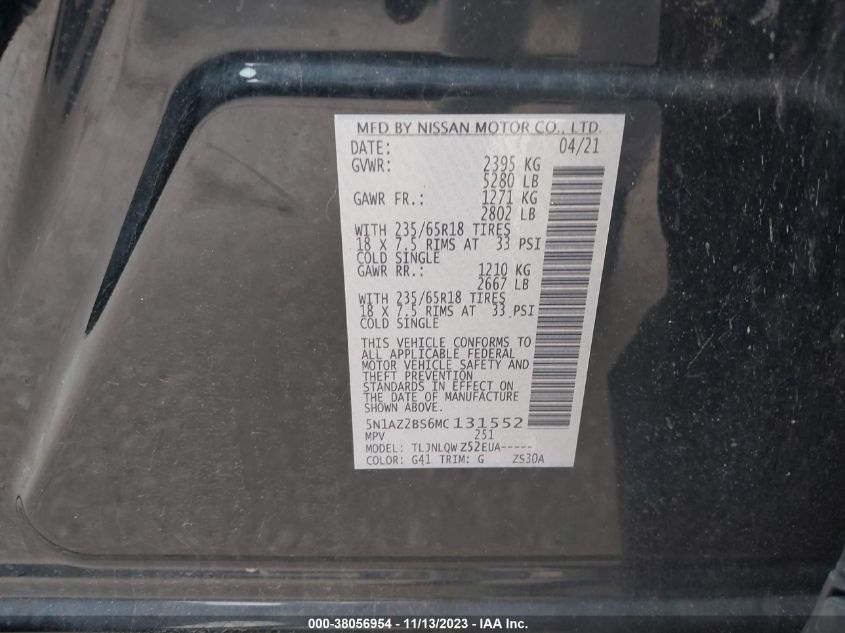 MFD BY NISSAN MOTOR CO., LTD.
DATE: 04/21
GVWR: 2395 KG
5280 LB
GAWR FR.: 1271 KG
2802 LB
WITH 235/65R18 TIRES
18 X 7.5 RIMS AT 33 PSI
COLD SINGLE
GAWR RR.: 1210 KG
2667 LB
WITH 235/65R18 TIRES
18 X 7.5 RIMS AT 33 PSI
COLD SINGLE
THIS VEHICLE CONFORMS TO
ALL APPLICABLE FEDERAL
MOTOR VEHICLE SAFETY AND
THEFT PREVENTION
STANDARDS IN EFFECT ON
THE DATE OF MANUFACTURE
SHOWN ABOVE.
5N1AZ2BS6MC131552
MPV 251
MODEL: TLJNLQWZ52EUA-----
COLOR: G41 TRIM: G ZS30A
000-38056954 - 11/13/2023 - IAA Inc.